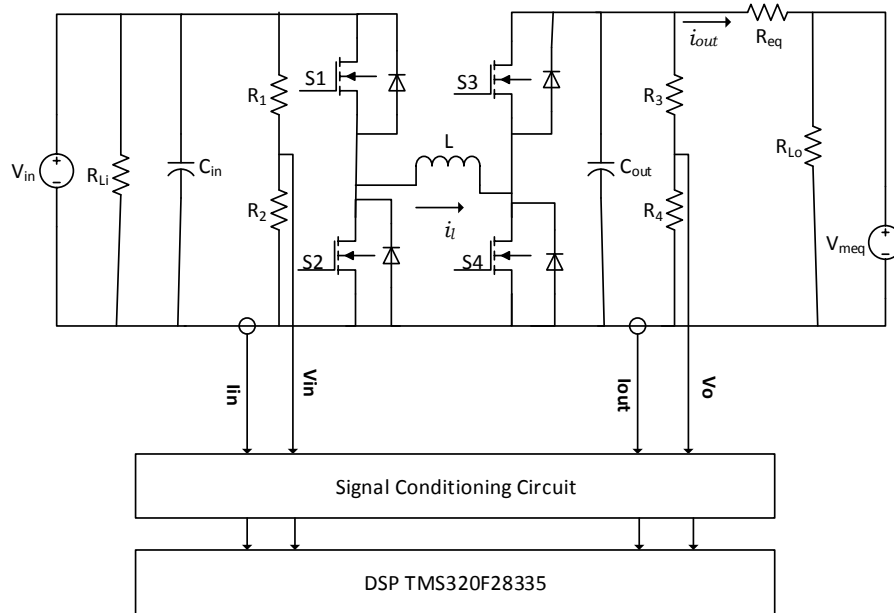 S1
S3
i_out
R_eq
R_1
R_3
L
V_in
R_Li
C_in
C_out
R_Lo
R_2
R_4
i_l
S2
S4
V_meq
Iin
Vin
Iout
Vo
Signal Conditioning Circuit
DSP TMS320F28335